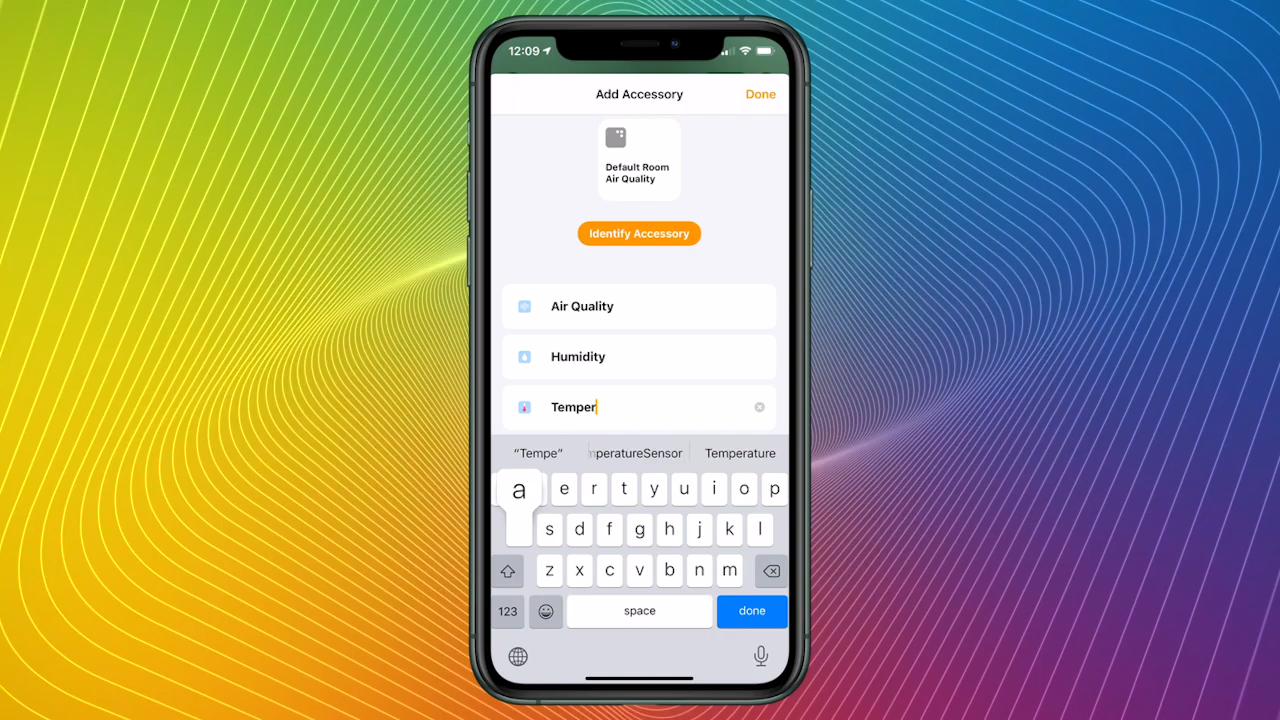 12:09
Add Accessory
Done
Default Room
Air Quality
Identify Accessory
Air Quality
Humidity
Temper
“Tempe”
mperatureSensor
Temperature
a e r t y u i o p
s d f g h j k l
z x c v b n m
123
space
done